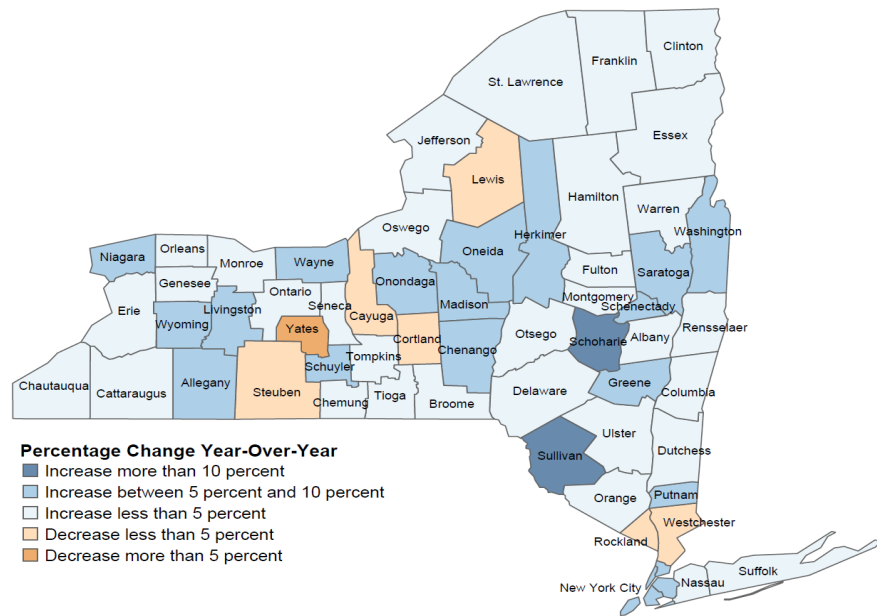 Clinton
Franklin
St. Lawrence
Essex
Jefferson
Lewis
Hamilton
Warren
Oswego
Washington
Herkimer
Oneida
Orleans
Niagara
Wayne
Monroe
Fulton
Saratoga
Genesee
Onondaga
Ontario
Montgomery
Seneca
Madison
Schenectady
Erie
Livingston
Cayuga
Wyoming
Yates
Rensselaer
Otsego
Cortland
Schoharie
Albany
Chenango
Tompkins
Schuyler
Greene
Chautauqua
Cattaraugus
Allegany
Steuben
Delaware
Columbia
Tioga
Chemung
Broome
Ulster
Dutchess
Sullivan
Orange
Putnam
Westchester
Rockland
Suffolk
Nassau
New York City
Percentage Change Year-Over-Year
Increase more than 10 percent
Increase between 5 percent and 10 percent
Increase less than 5 percent
Decrease less than 5 percent
Decrease more than 5 percent